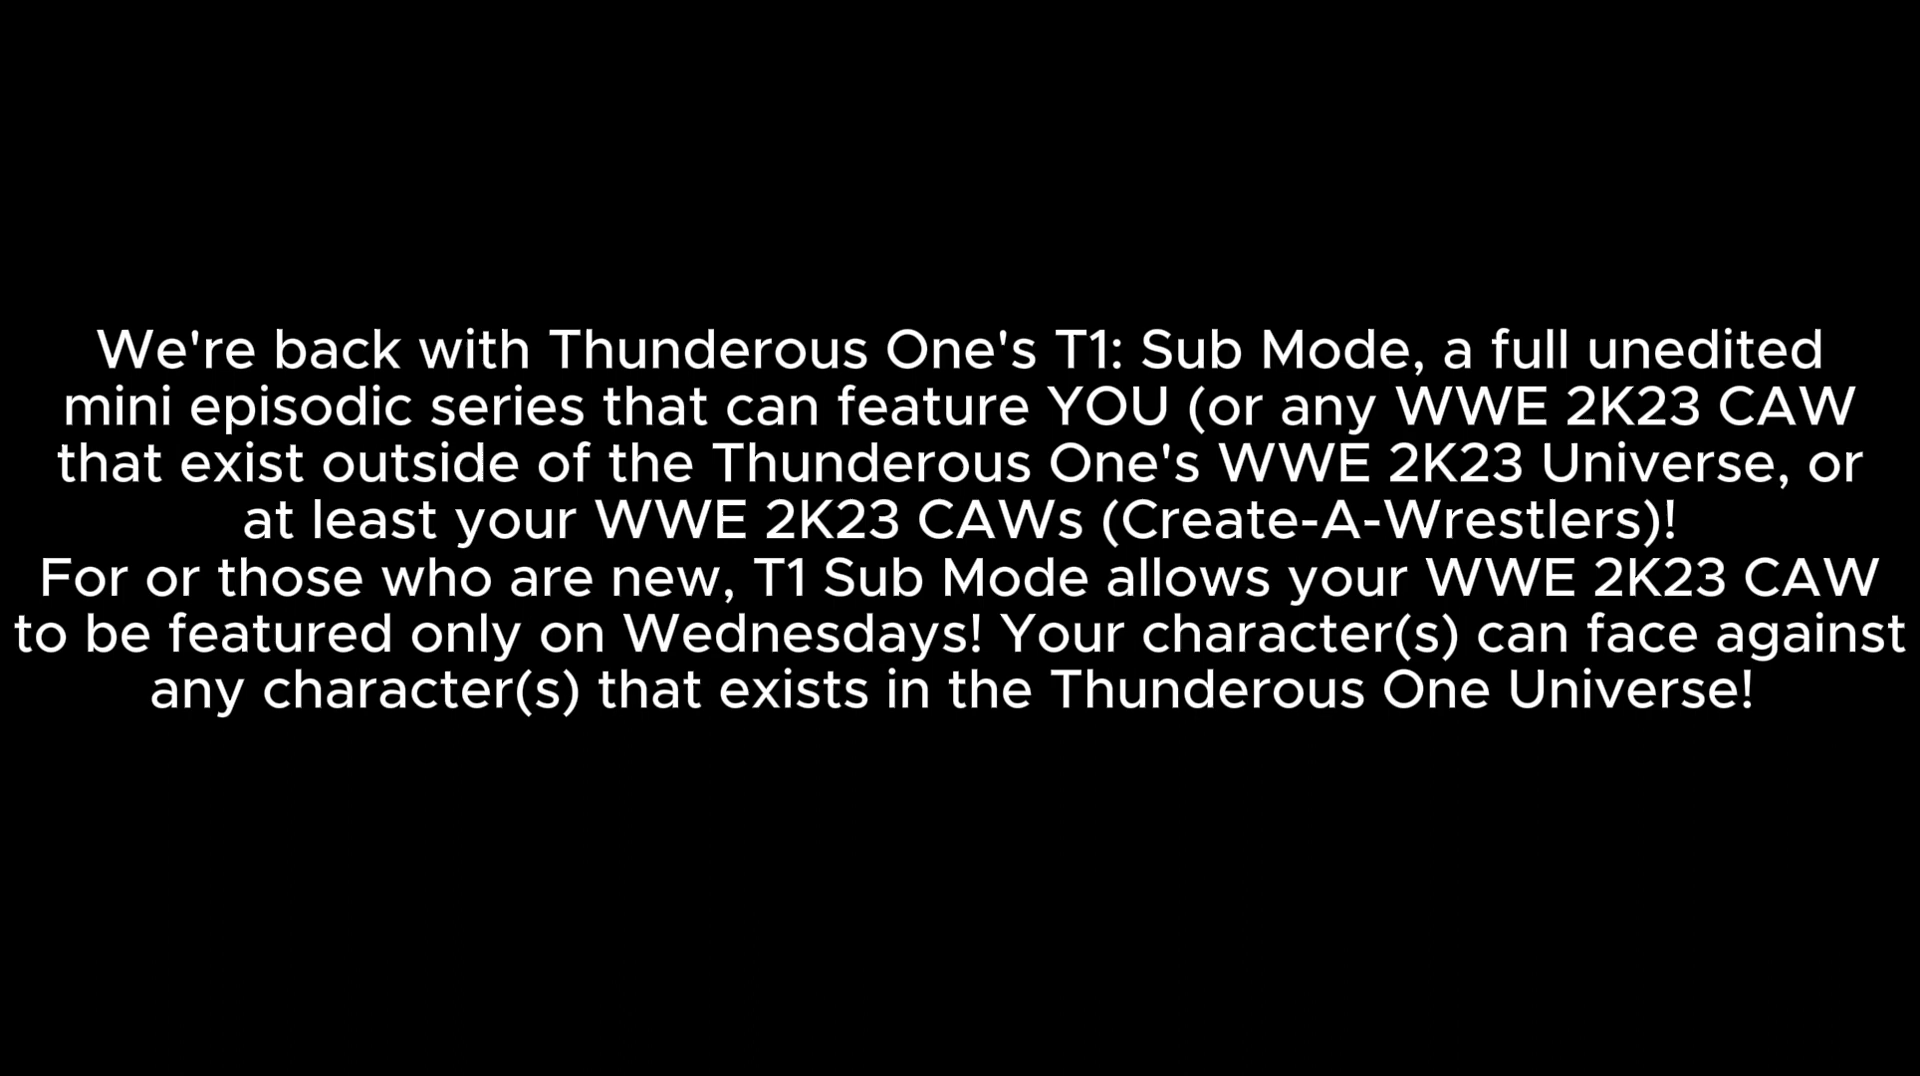 We're back with Thunderous One's T1: Sub Mode, a full unedited
mini episodic series that can feature YOU (or any WWE 2K23 CAW
that exist outside of the Thunderous One's WWE 2K23 Universe, or
at least your WWE 2K23 CAWs (Create-A-Wrestlers)!
For or those who are new, T1 Sub Mode allows your WWE 2K23 CAW
to be featured only on Wednesdays! Your character(s) can face against
any character(s) that exists in the Thunderous One Universe!